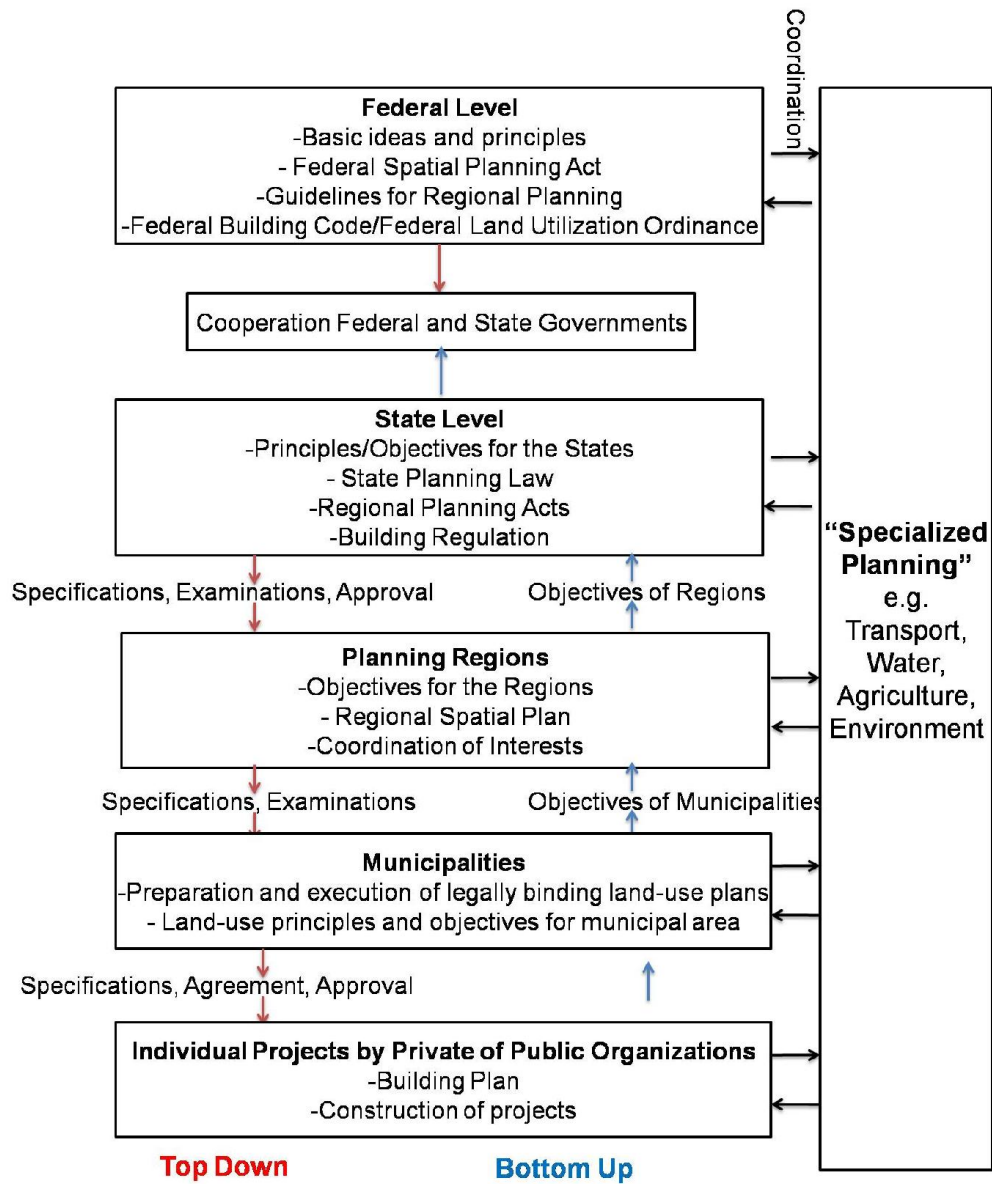 Coordination
Federal Level
-Basic ideas and principles
- Federal Spatial Planning Act
-Guidelines for Regional Planning
-Federal Building Code/Federal Land Utilization Ordinance
Cooperation Federal and State Governments
State Level
-Principles/Objectives for the States
- State Planning Law
-Regional Planning Acts
-Building Regulation
Specifications, Examinations, Approval
Objectives of Regions
Planning Regions
-Objectives for the Regions
- Regional Spatial Plan
-Coordination of Interests
Specifications, Examinations
Objectives of Municipalities
Municipalities
-Preparation and execution of legally binding land-use plans
- Land-use principles and objectives for municipal area
Specifications, Agreement, Approval
Individual Projects by Private of Public Organizations
-Building Plan
-Construction of projects
“Specialized
Planning”
e.g.
Transport,
Water,
Agriculture,
Environment
Top Down
Bottom Up